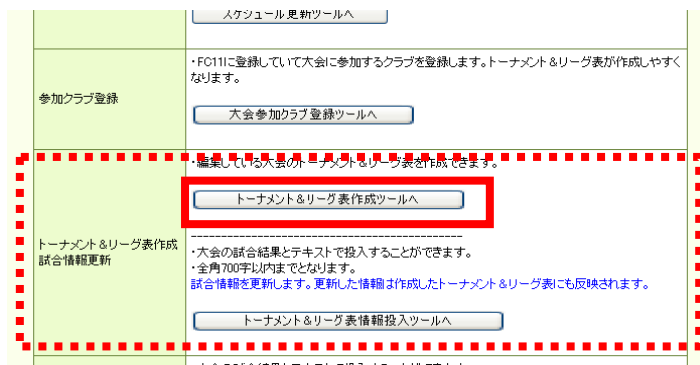 スケジュール更新ツールへ
・FC11に登録していて大会に参加するクラブを登録します。トーナメント＆リーグ表が作成しやすく
なります。
参加クラブ登録
大会参加クラブ登録ツールへ
・編集している大会のトーナメント＆リーグ表を作成できます。
トーナメント＆リーグ表作成ツールへ
トーナメント＆リーグ表作成
試合情報更新
--------------------------------------------
・大会の試合結果とテキストで投入することができます。
・全角700字以内までとなります。
試合情報を更新します。更新した情報は作成したトーナメント＆リーグ表にも反映されます。
トーナメント＆リーグ表情報投入ツールへ